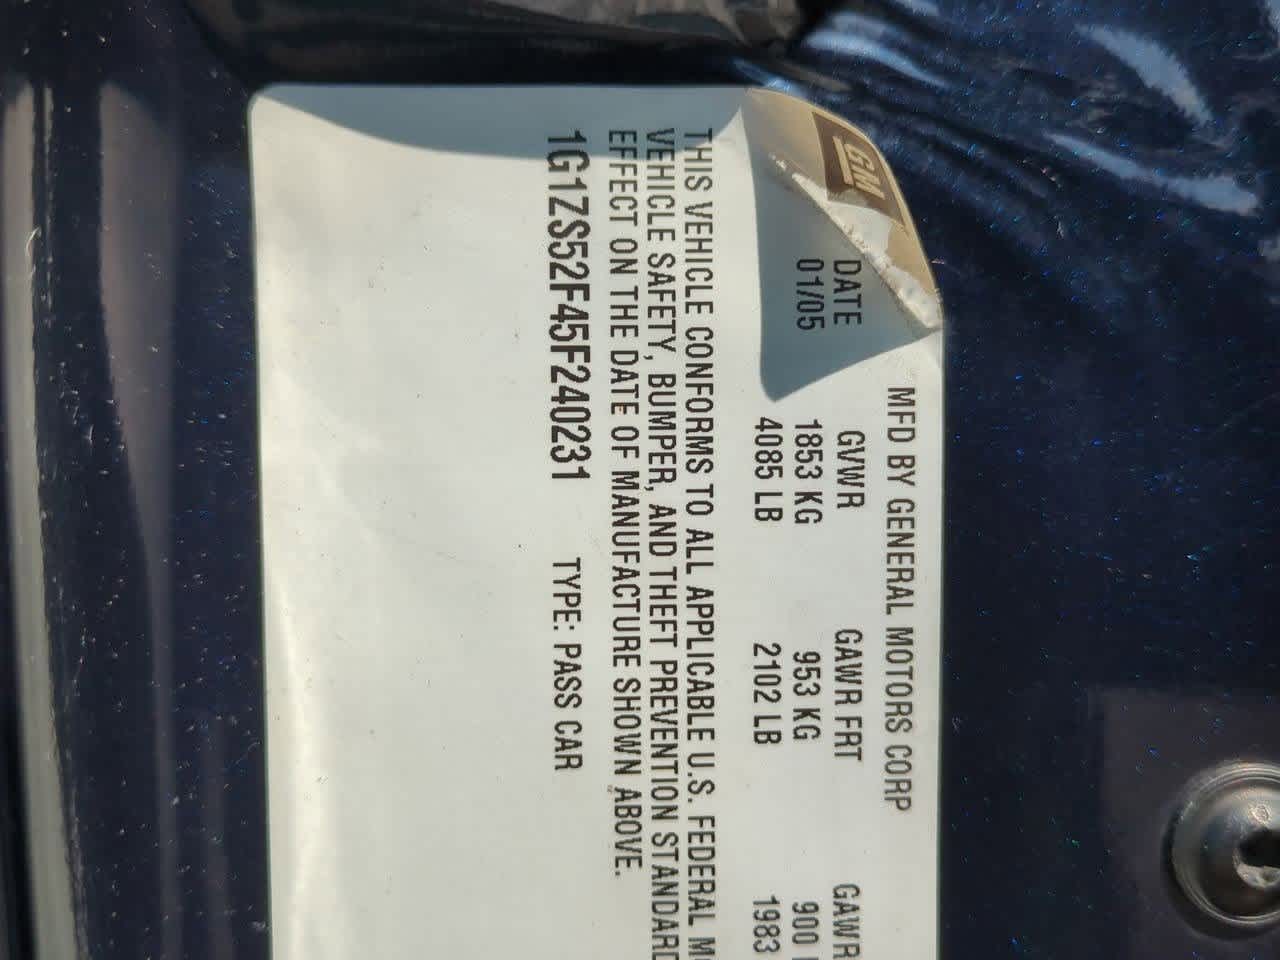 GM
MFD BY GENERAL MOTORS CORP
DATE GVWR GAWR FRT GAWR
01/05 1853 KG 953 KG 900
4085 LB 2102 LB 1983
THIS VEHICLE CONFORMS TO ALL APPLICABLE U.S. FEDERAL
VEHICLE SAFETY, BUMPER, AND THEFT PREVENTION STANDARD
EFFECT ON THE DATE OF MANUFACTURE SHOWN ABOVE.
1G1ZS52F45F240231 TYPE: PASS CAR